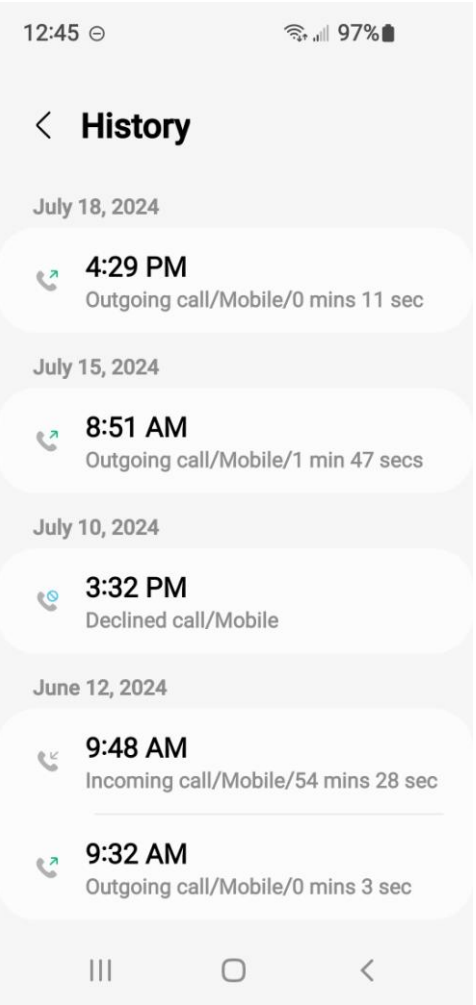 12:45 97%
History
July 18, 2024
4:29 PM
Outgoing call/Mobile/0 mins 11 sec
July 15, 2024
8:51 AM
Outgoing call/Mobile/1 min 47 secs
July 10, 2024
3:32 PM
Declined call/Mobile
June 12, 2024
9:48 AM
Incoming call/Mobile/54 mins 28 sec
9:32 AM
Outgoing call/Mobile/0 mins 3 sec